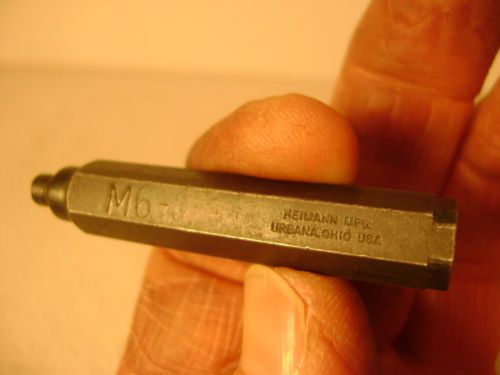 M6
HEIMANN MFG.
URBANA, OHIO USA